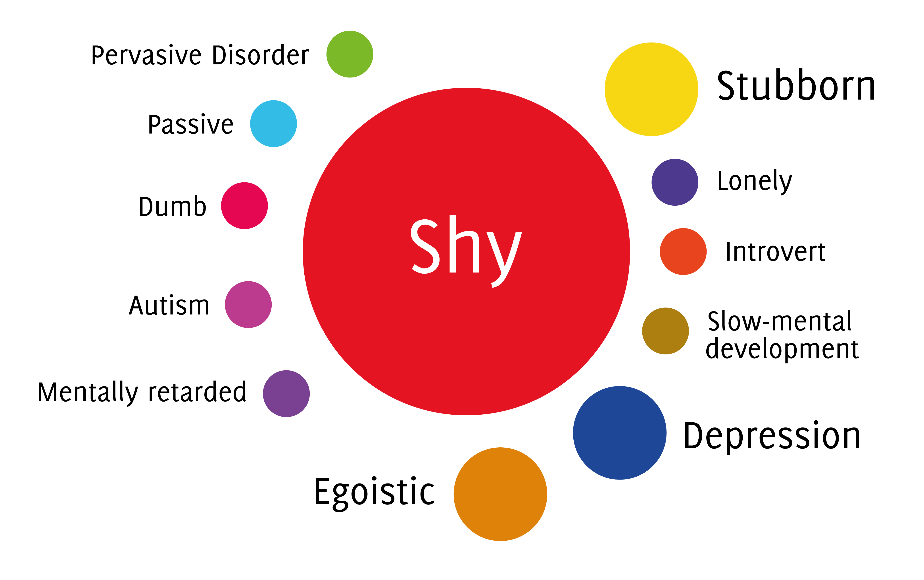 Pervasive Disorder
Passive
Dumb
Autism
Mentally retarded
Shy
Stubborn
Lonely
Introvert
Slow-mental
development
Depression
Egoistic